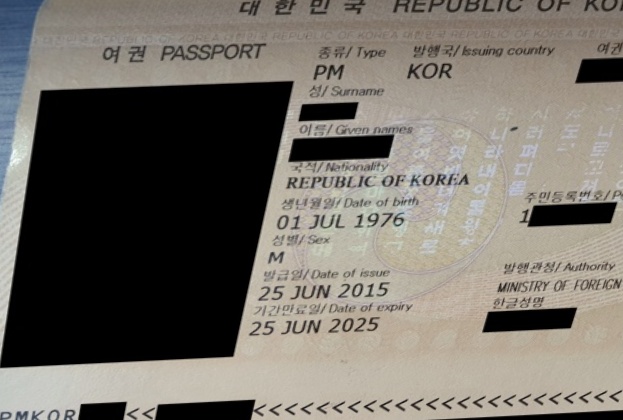 대 한 민 국 REPUBLIC OF KO
여 권 PASSPORT
종류/ Type 발행국/ Issuing country 여권
PM KOR
성/ Surname
이름/ Given names
국적/ Nationality
REPUBLIC OF KOREA
생년월일/ Date of birth 주민등록번호/ P
01 JUL 1976 1
성별/ Sex
M
발급일/ Date of issue 발행관청/ Authority
25 JUN 2015 MINISTRY OF FOREIGN
기간만료일/ Date of expiry 한글성명
25 JUN 2025
PMKOR <<<<<<<<<<<<<<<<<<<<<<<<<<